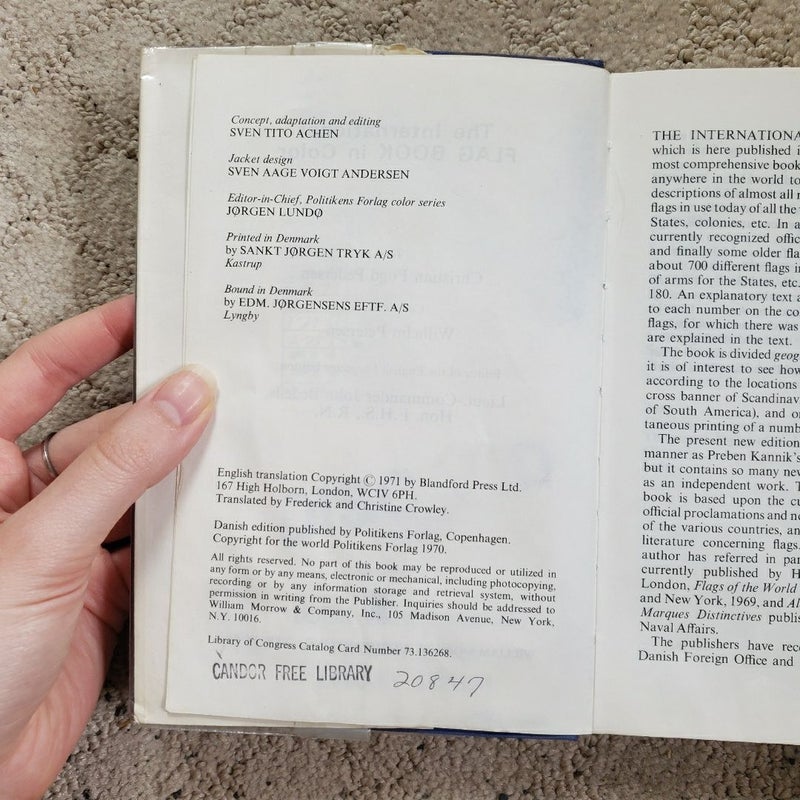 Concept, adaptation and editing
SVEN TITO ACHEN
Jacket design
SVEN AAGE VOIGT ANDERSEN
Editor-in-Chief, Politikens Forlag color series
JØRGEN LUNDØ
Printed in Denmark
by SANKT JØRGEN TRYK A/S
Kastrup
Bound in Denmark
by EDM. JØRGENSENS EFTF. A/S
Lyngby
English translation Copyright © 1971 by Blandford Press Ltd.
167 High Holborn, London, WCIV 6PH.
Translated by Frederick and Christine Crowley.
Danish edition published by Politikens Forlag, Copenhagen.
Copyright for the world Politikens Forlag 1970.
All rights reserved. No part of this book may be reproduced or utilized in
any form or by any means, electronic or mechanical, including photocopying,
recording or by any information storage and retrieval system, without
permission in writing from the Publisher. Inquiries should be addressed to
William Morrow & Company, Inc., 105 Madison Avenue, New York,
N.Y. 10016.
Library of Congress Catalog Card Number 73.136268.
CANDOR FREE LIBRARY 20847
THE INTERNATIONA
which is here published i
most comprehensive book
anywhere in the world to
descriptions of almost all
flags in use today of all the
States, colonies, etc. In a
currently recognized offic
and finally some older fla
about 700 different flags in
of arms for the States, etc.
180. An explanatory text a
to each number on the co
flags, for which there was
are explained in the text.
The book is divided geog
it is of interest to see how
according to the locations
cross banner of Scandinav
of South America), and o
taneous printing of a numb
The present new edition
manner as Preben Kannik's
but it contains so many new
as an independent work. T
book is based upon the cu
official proclamations and ne
of the various countries, an
literature concerning flags.
author has referred in par
currently published by H
London, Flags of the World
and New York, 1969, and Al
Marques Distinctives publis
Naval Affairs.
The publishers have rece
Danish Foreign Office and